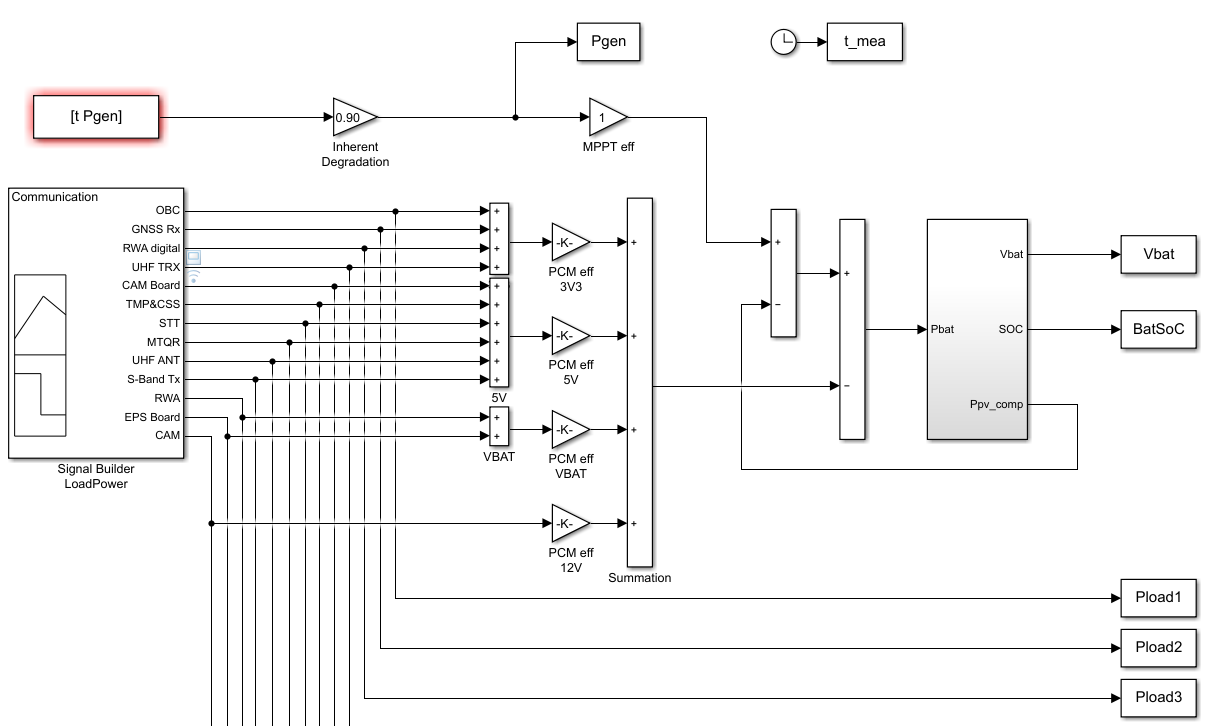 Pgen
t_mea
[t Pgen]
0.90
1
Inherent
Degradation
MPPT eff
Communication
OBC
GNSS Rx
RWA digital
UHF TRX
CAM Board
TMP&CSS
STT
MTQR
UHF ANT
S-Band Tx
RWA
EPS Board
CAM
Signal Builder
LoadPower
+
+
+
+
+
+
+
+
+
+
5V
+
+
VBAT
-K-
PCM eff
3V3
-K-
PCM eff
5V
-K-
PCM eff
VBAT
-K-
PCM eff
12V
+
+
+
+
Summation
+
−
+
−
Pbat
Vbat
SOC
Ppv_comp
Vbat
BatSoC
Pload1
Pload2
Pload3